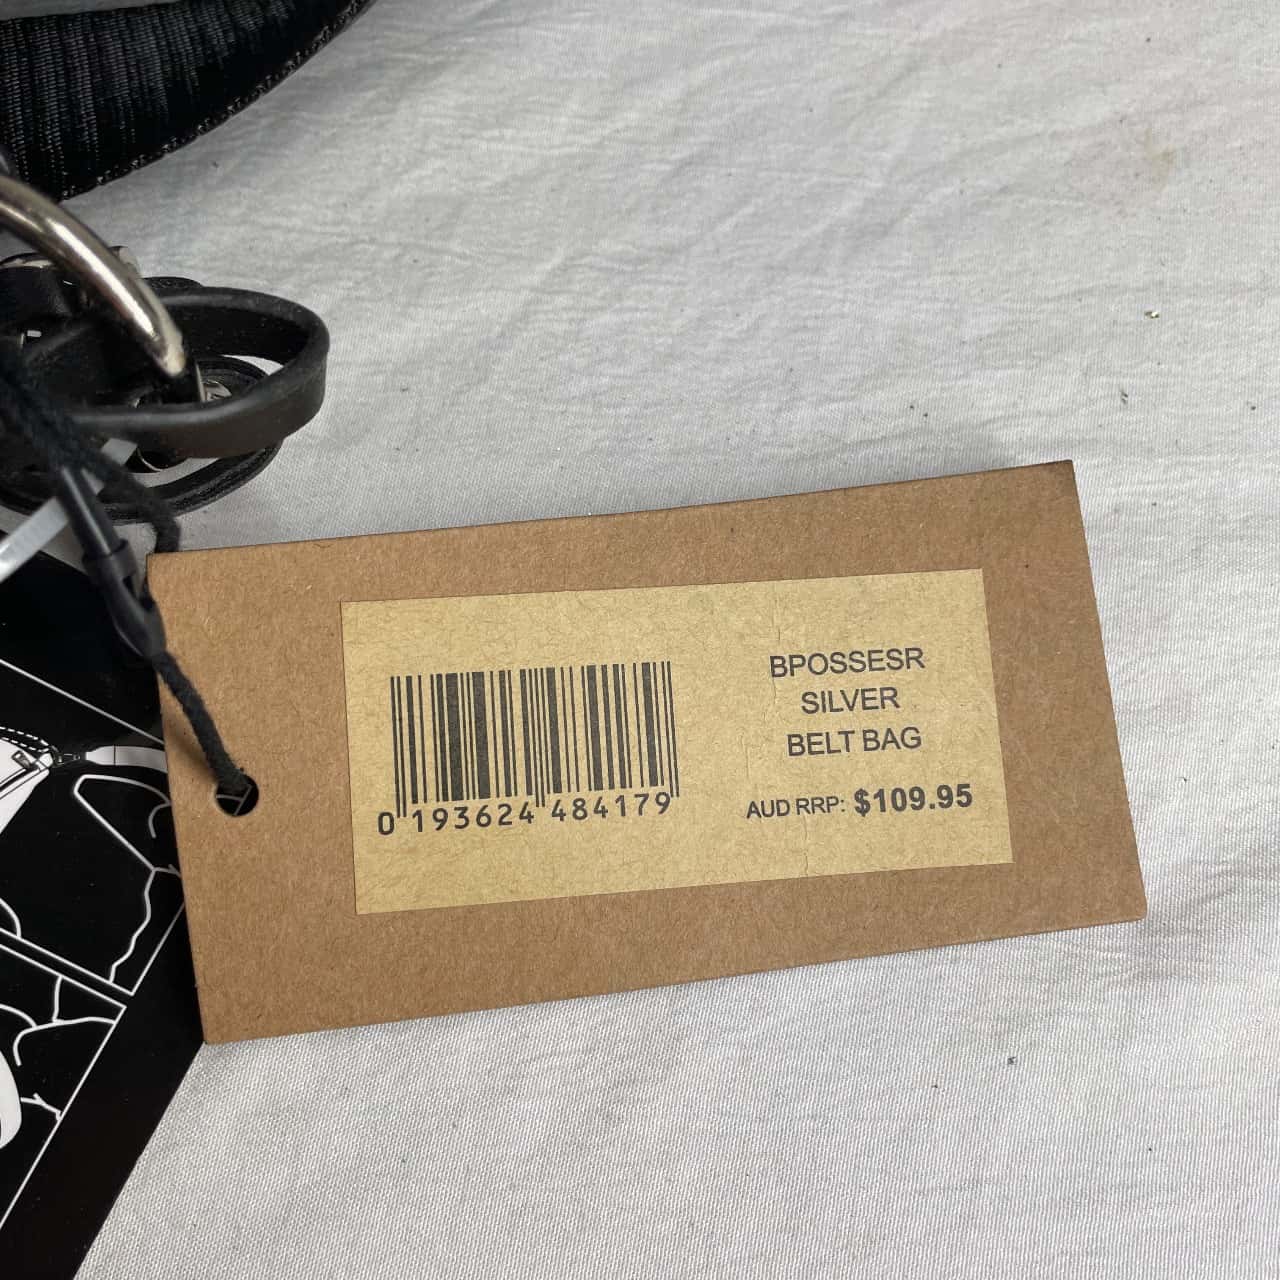 BPOSSESR
SILVER
BELT BAG
AUD RRP: $109.95
0 193624 484179